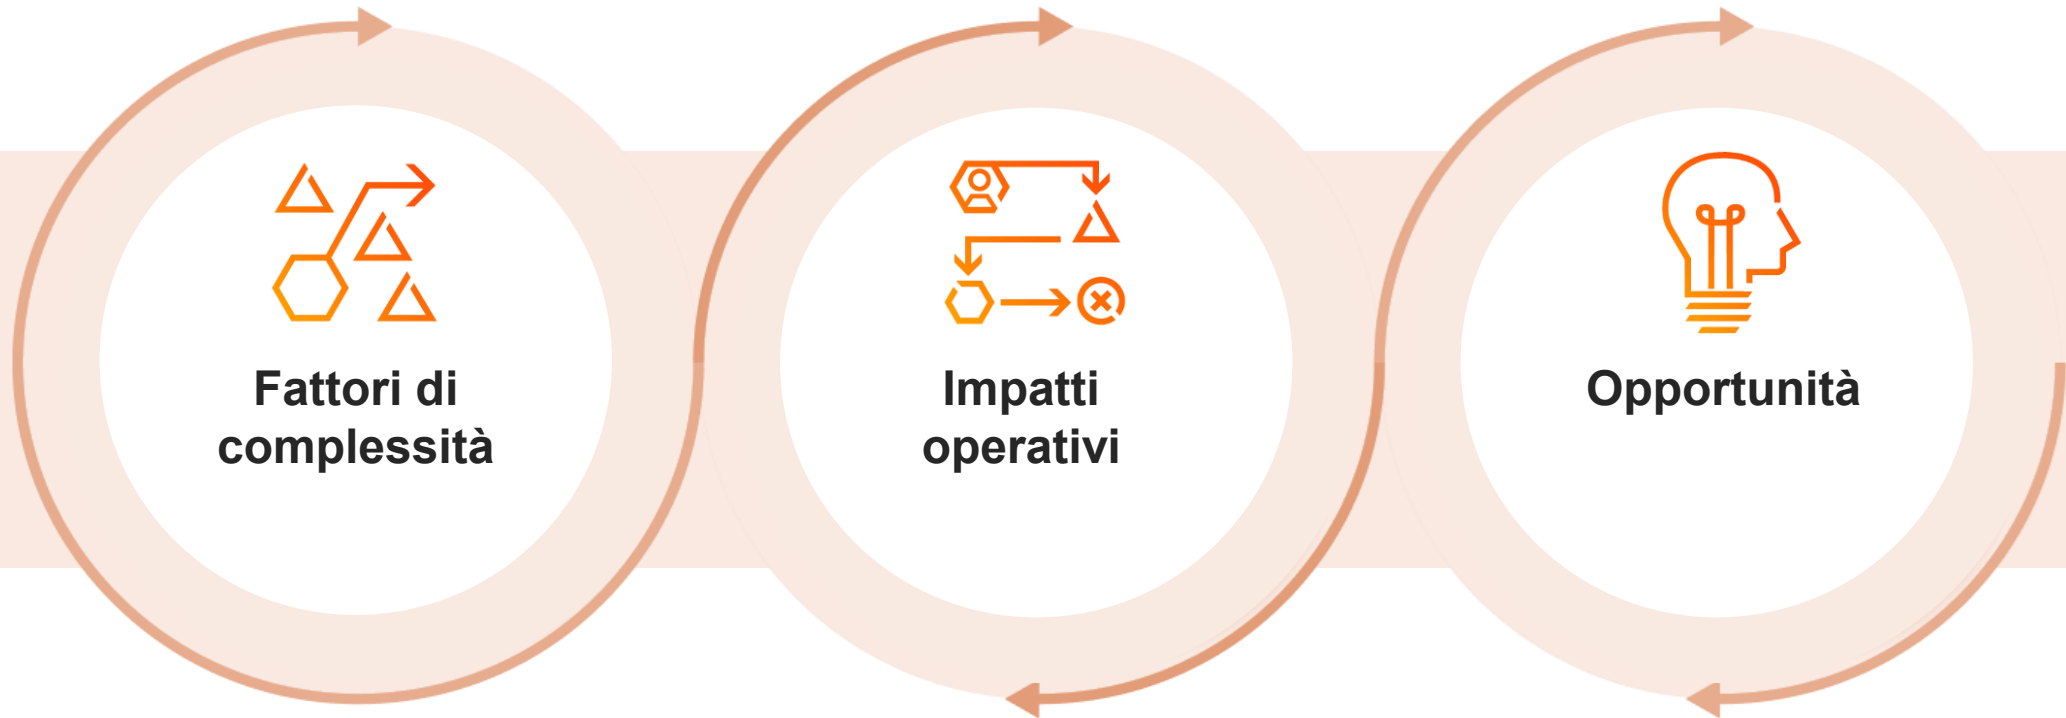 Fattori di
complessità
Impatti
operativi
Opportunità